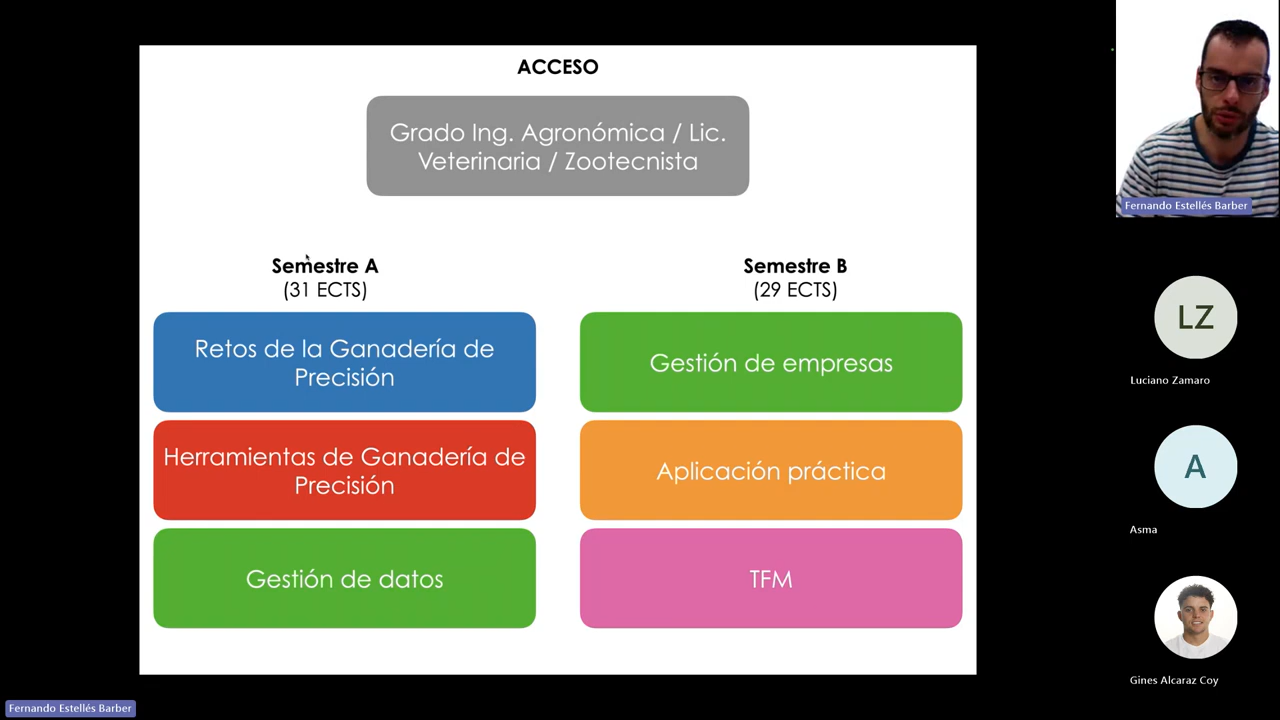 ACCESO
Grado Ing. Agronómica / Lic.
Veterinaria / Zootecnista
Semestre A
(31 ECTS)
Retos de la Ganadería de
Precisión
Herramientas de Ganadería de
Precisión
Gestión de datos
Semestre B
(29 ECTS)
Gestión de empresas
Aplicación práctica
TFM
Fernando Estellés Barber
LZ
Luciano Zamaro
A
Asma
Gines Alcaraz Coy
Fernando Estellés Barber